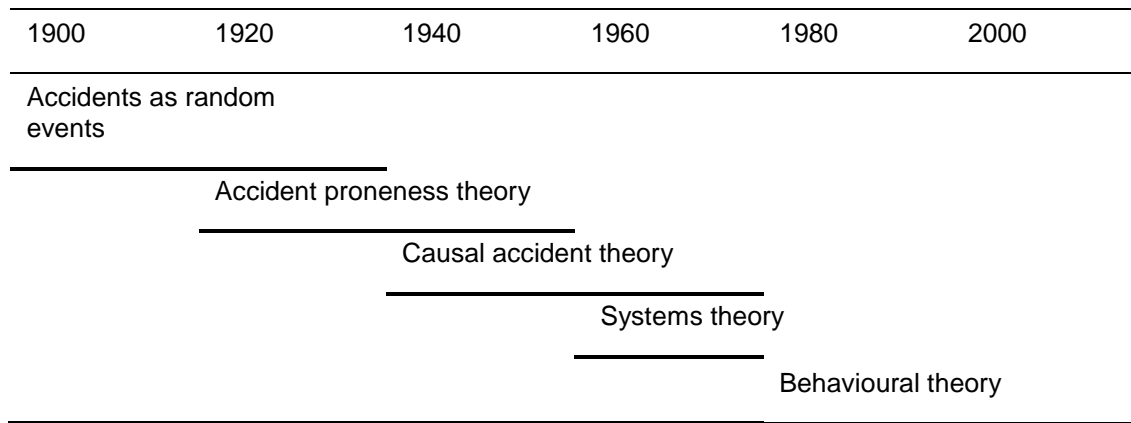 1900 1920 1940 1960 1980 2000
Accidents as random
events
Accident proneness theory
Causal accident theory
Systems theory
Behavioural theory